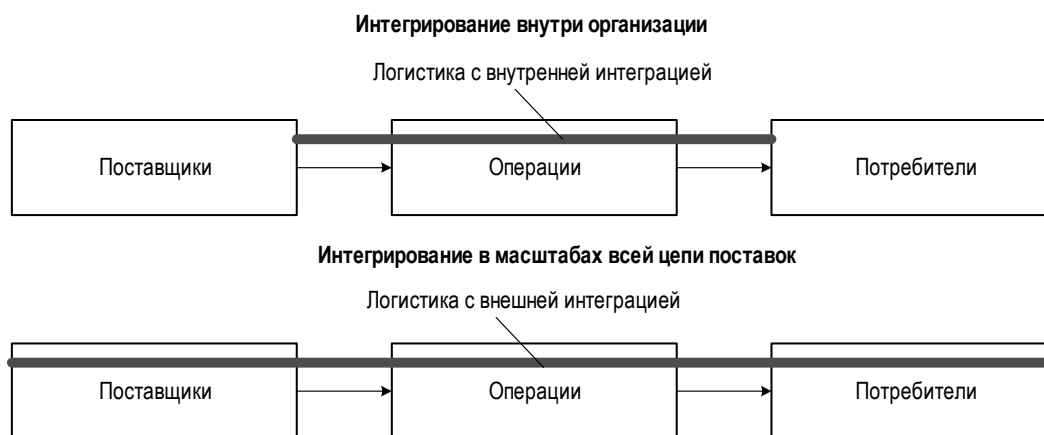 Интегрирование внутри организации
Логистика с внутренней интеграцией
Поставщики
Операции
Потребители
Интегрирование в масштабах всей цепи поставок
Логистика с внешней интеграцией
Поставщики
Операции
Потребители